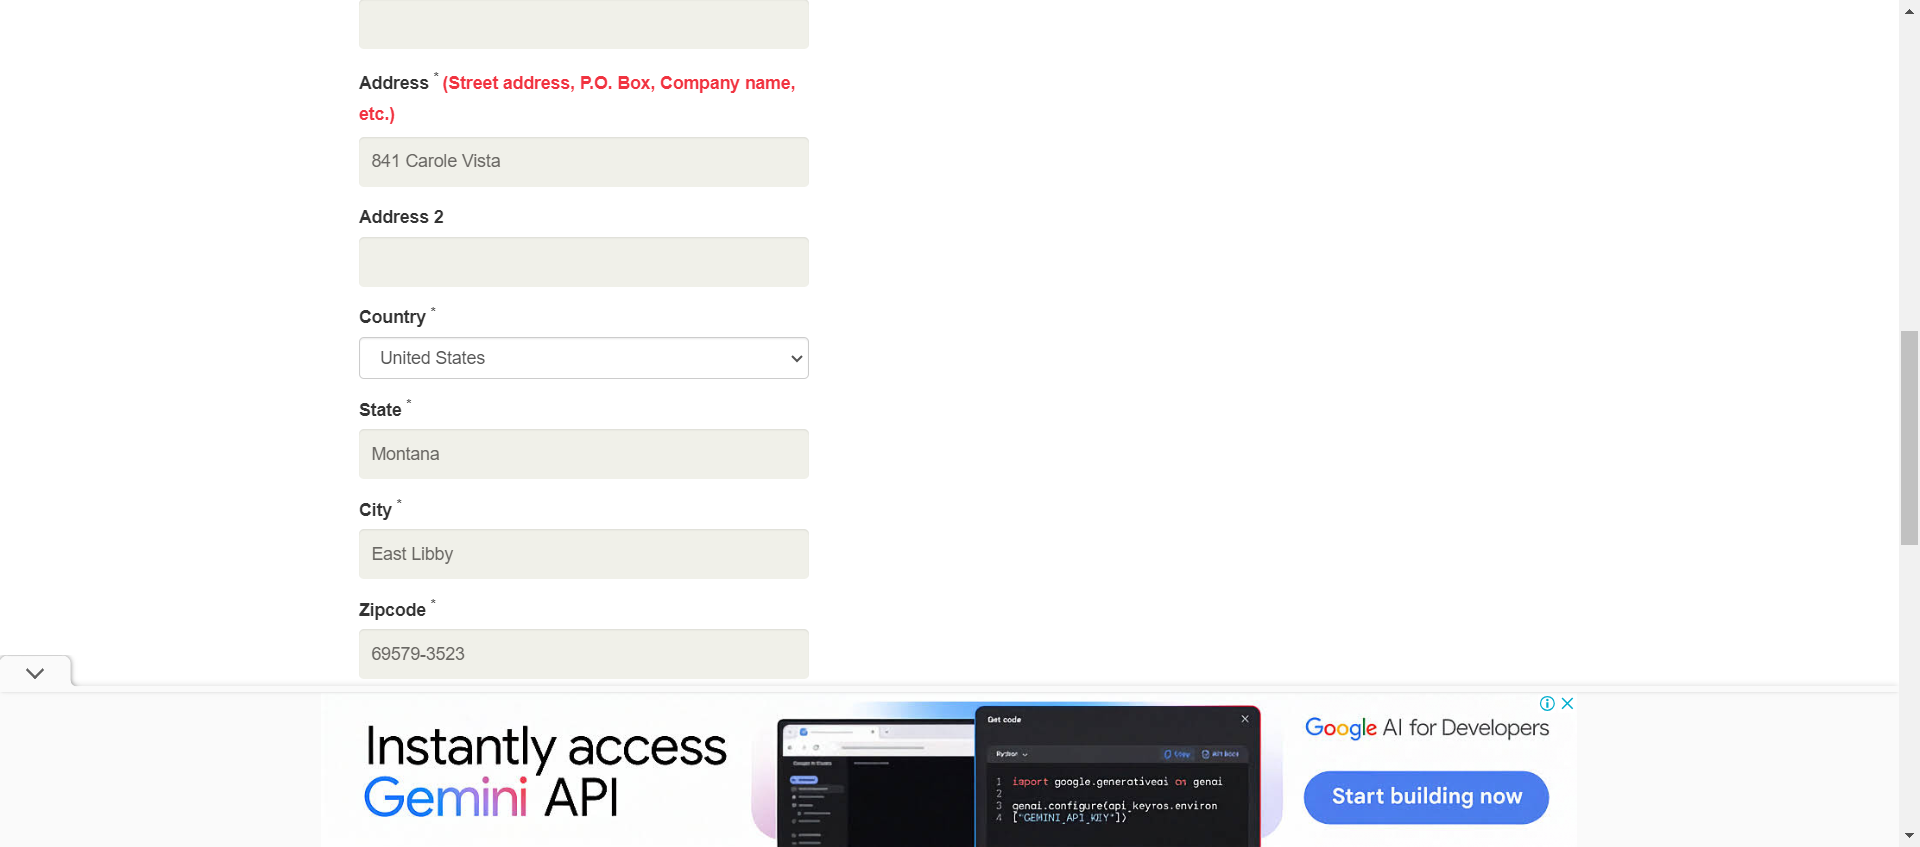 Address * (Street address, P.O. Box, Company name,
etc.)
841 Carole Vista
Address 2
Country *
United States
State *
Montana
City *
East Libby
Zipcode *
69579-3523
Instantly access
Gemini API
Get code
Python
Copy
API docs
1 import google.generativeai as genai
2
3 genai.configure(api_key=os.environ
4 ["GEMINI_API_KEY"])
Google AI for Developers
Start building now